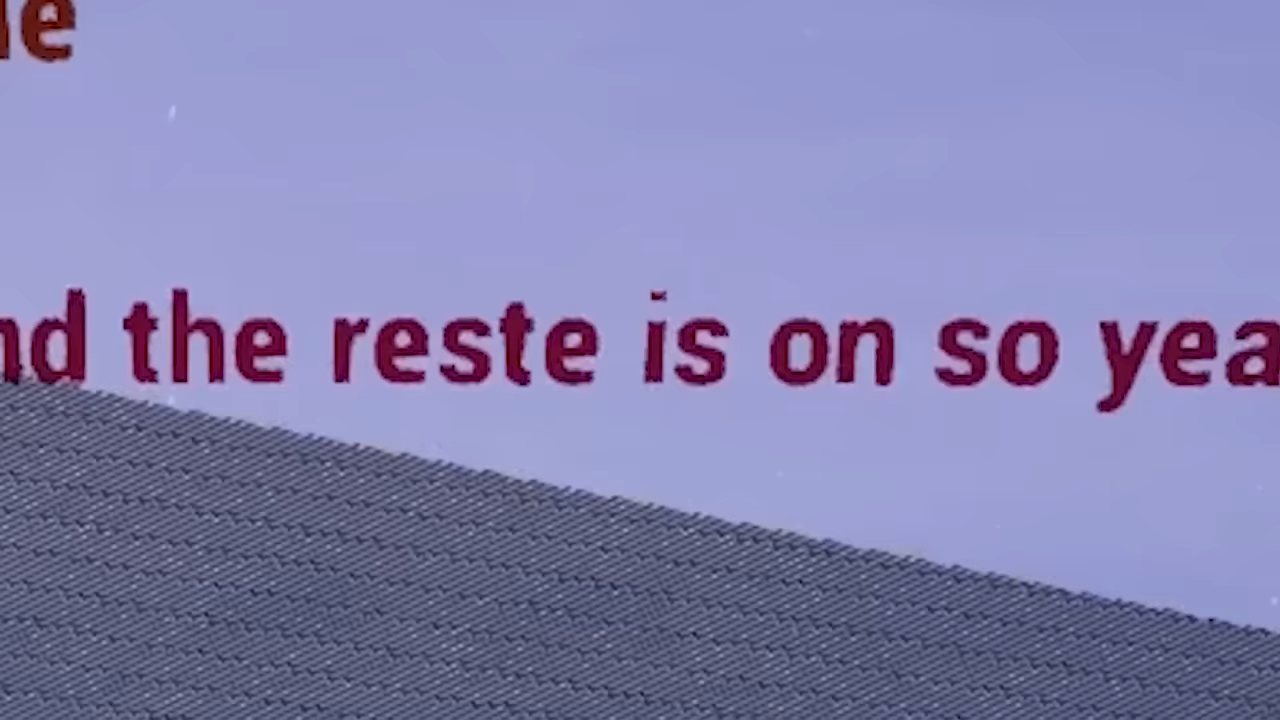 e
nd the reste is on so yea